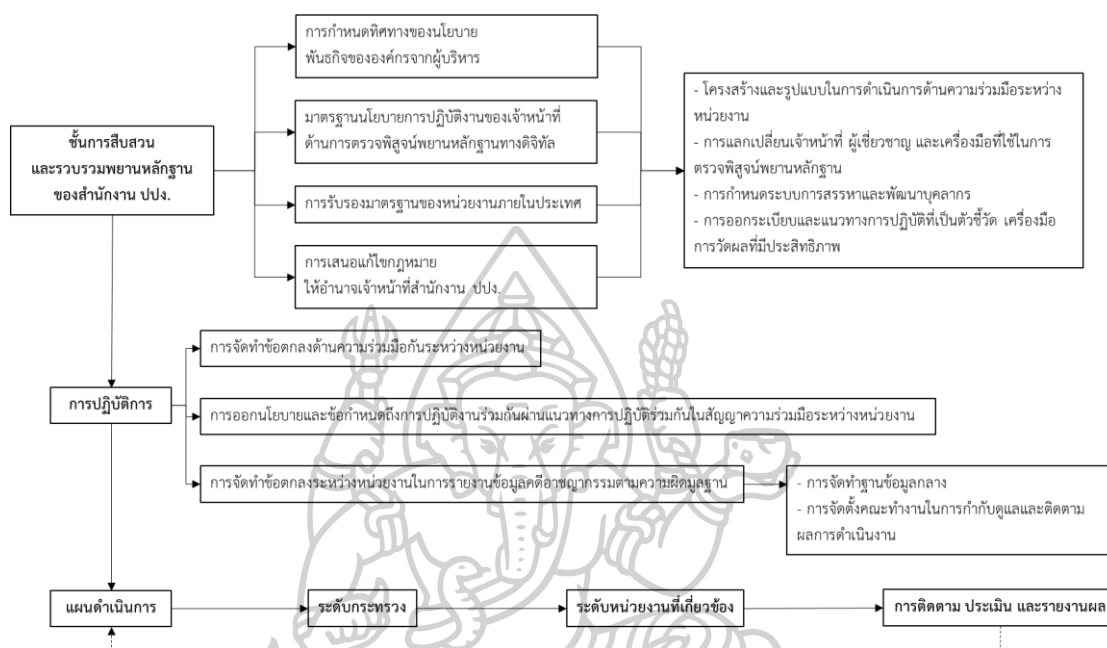 การกำหนดทิศทางของนโยบาย
พันธกิจขององค์กรจากผู้บริหาร
ชั้นการสืบสวน
และรวบรวมพยานหลักฐาน
ของสำนักงาน ปปง.
มาตรฐานนโยบายการปฏิบัติงานของเจ้าหน้าที่
ด้านการตรวจพิสูจน์พยานหลักฐานทางดิจิทัล
การรับรองมาตรฐานของหน่วยงานภายในประเทศ
การเสนอแก้ไขกฎหมาย
ให้อำนาจเจ้าหน้าที่สำนักงาน ปปง.
- โครงสร้างและรูปแบบในการดำเนินการด้านความร่วมมือระหว่าง
หน่วยงาน
- การแลกเปลี่ยนเจ้าหน้าที่ ผู้เชี่ยวชาญ และเครื่องมือที่ใช้ในการ
ตรวจพิสูจน์พยานหลักฐาน
- การกำหนดระบบการสรรหาและพัฒนาบุคลากร
- การออกระเบียบและแนวทางการปฏิบัติที่เป็นตัวชี้วัด เครื่องมือ
การวัดผลที่มีประสิทธิภาพ
การปฏิบัติการ
การจัดทำข้อตกลงด้านความร่วมมือกันระหว่างหน่วยงาน
การออกนโยบายและข้อกำหนดถึงการปฏิบัติงานร่วมกันผ่านแนวทางการปฏิบัติร่วมกันในสัญญาความร่วมมือระหว่างหน่วยงาน
การจัดทำข้อตกลงระหว่างหน่วยงานในการรายงานข้อมูลคดีอาชญากรรมตามความผิดมูลฐาน
- การจัดทำฐานข้อมูลกลาง
- การจัดตั้งคณะทำงานในการกำกับดูแลและติดตาม
ผลการดำเนินงาน
แผนดำเนินการ
ระดับกระทรวง
ระดับหน่วยงานที่เกี่ยวข้อง
การติดตาม ประเมิน และรายงานผล